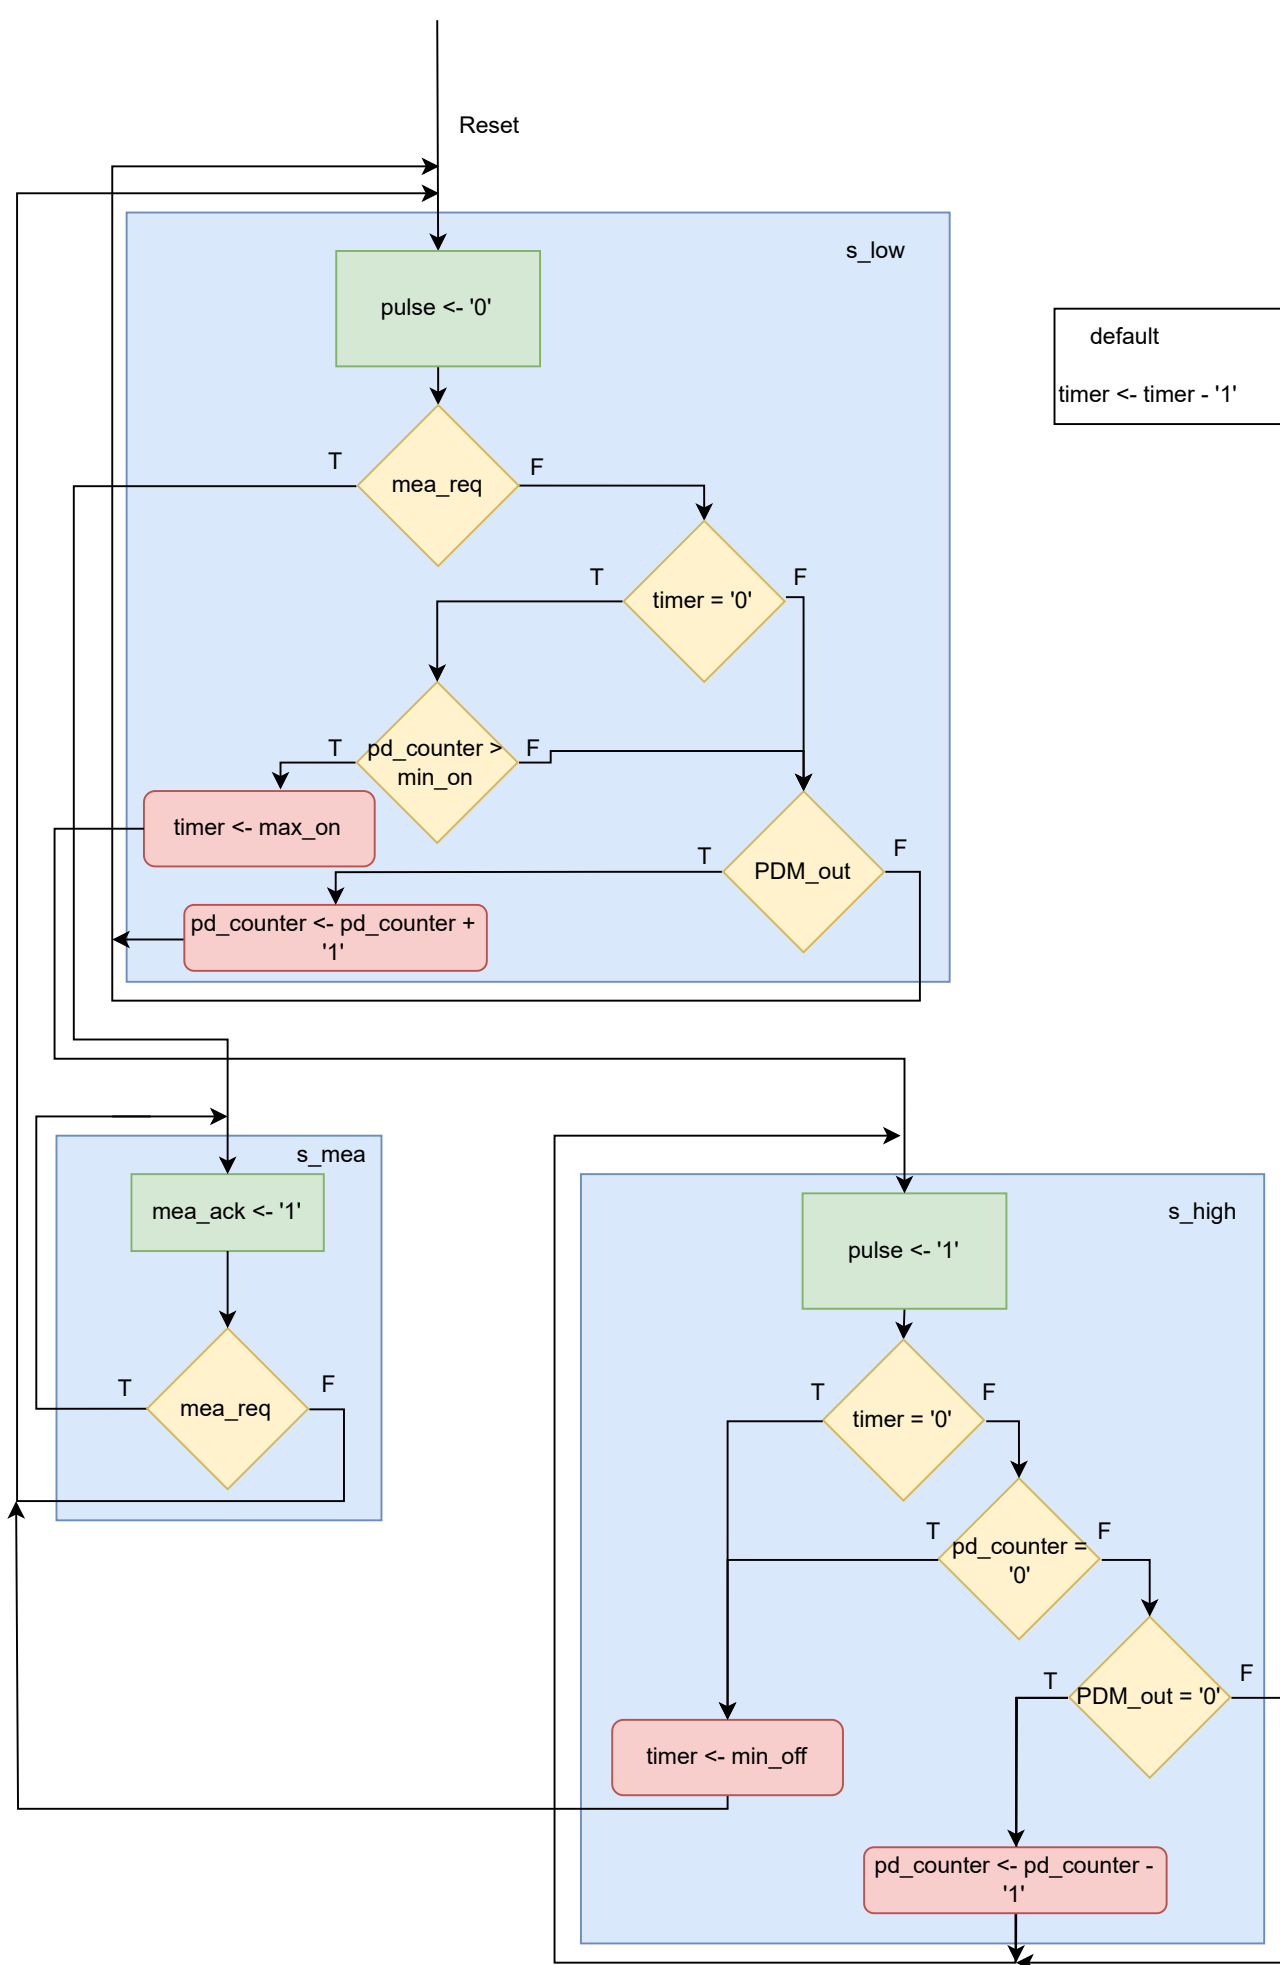 Reset
s_low
pulse <- '0'
default
timer <- timer - '1'
T
F
mea_req
T
F
timer = '0'
T
F
pd_counter >
min_on
timer <- max_on
T
F
PDM_out
pd_counter <- pd_counter +
'1'
s_mea
mea_ack <- '1'
T
F
mea_req
s_high
pulse <- '1'
T
F
timer = '0'
T
F
pd_counter =
'0'
T
F
PDM_out = '0'
timer <- min_off
pd_counter <- pd_counter -
'1'